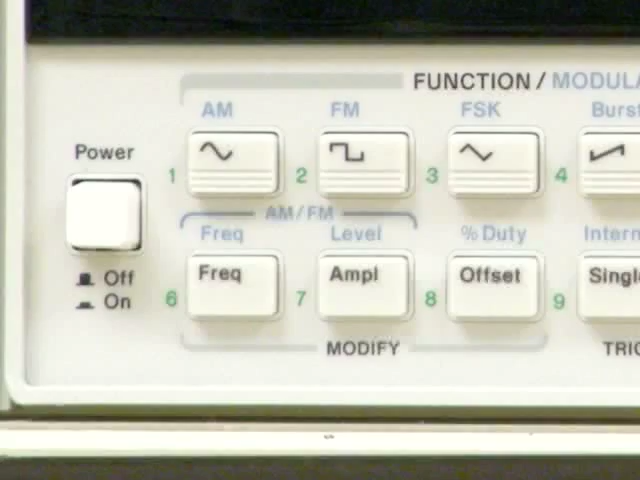 FUNCTION / MODULA
AM FM FSK Burst
Power
1 2 3 4
AM/FM
Freq Level %Duty Intern
Freq Ampl Offset Single
Off
On
6 7 8 9
MODIFY TRIG